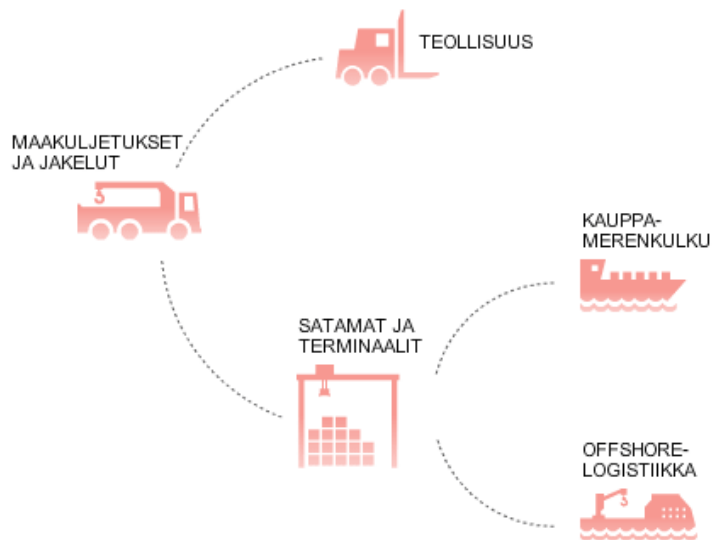 TEOLLISUUS
MAAKULJETUKSET
JA JAKELUT
KAUPPA-
MERENKULKU
SATAMAT JA
TERMINAALIT
OFFSHORE-
LOGISTIIKKA